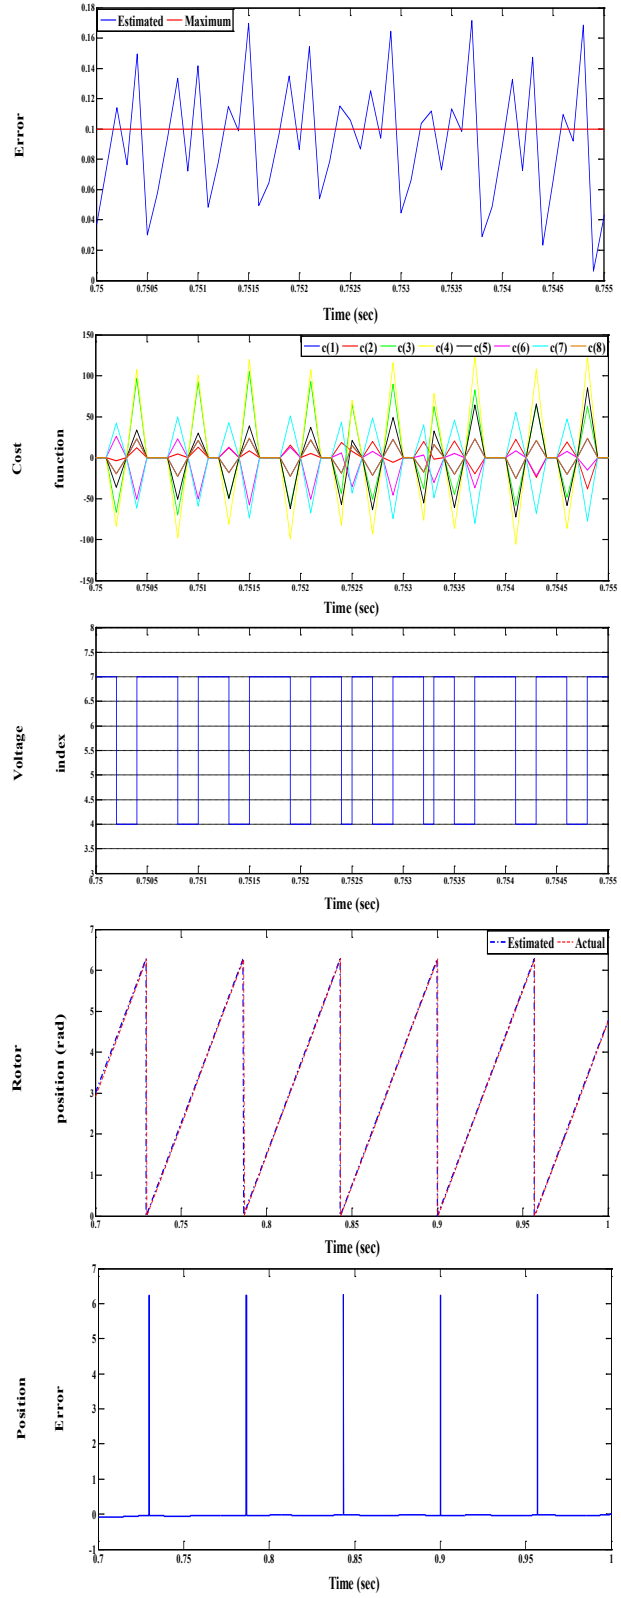 Estimated Maximum
0.18
0.16
0.14
0.12
0.1
0.08
0.06
0.04
0.02
0
Error
0.75 0.7505 0.751 0.7515 0.752 0.7525 0.753 0.7535 0.754 0.7545 0.755
Time (sec)
c(1) c(2) c(3) c(4) c(5) c(6) c(7) c(8)
150
100
50
0
-50
-100
-150
Cost
function
0.75 0.7505 0.751 0.7515 0.752 0.7525 0.753 0.7535 0.754 0.7545 0.755
Time (sec)
8
7.5
7
6.5
6
5.5
5
4.5
4
3.5
3
Voltage
index
0.75 0.7505 0.751 0.7515 0.752 0.7525 0.753 0.7535 0.754 0.7545 0.755
Time (sec)
Estimated Actual
7
6
5
4
3
2
1
0
Rotor
position (rad)
0.7 0.75 0.8 0.85 0.9 0.95 1
Time (sec)
7
6
5
4
3
2
1
0
-1
Position
Error
0.7 0.75 0.8 0.85 0.9 0.95 1
Time (sec)